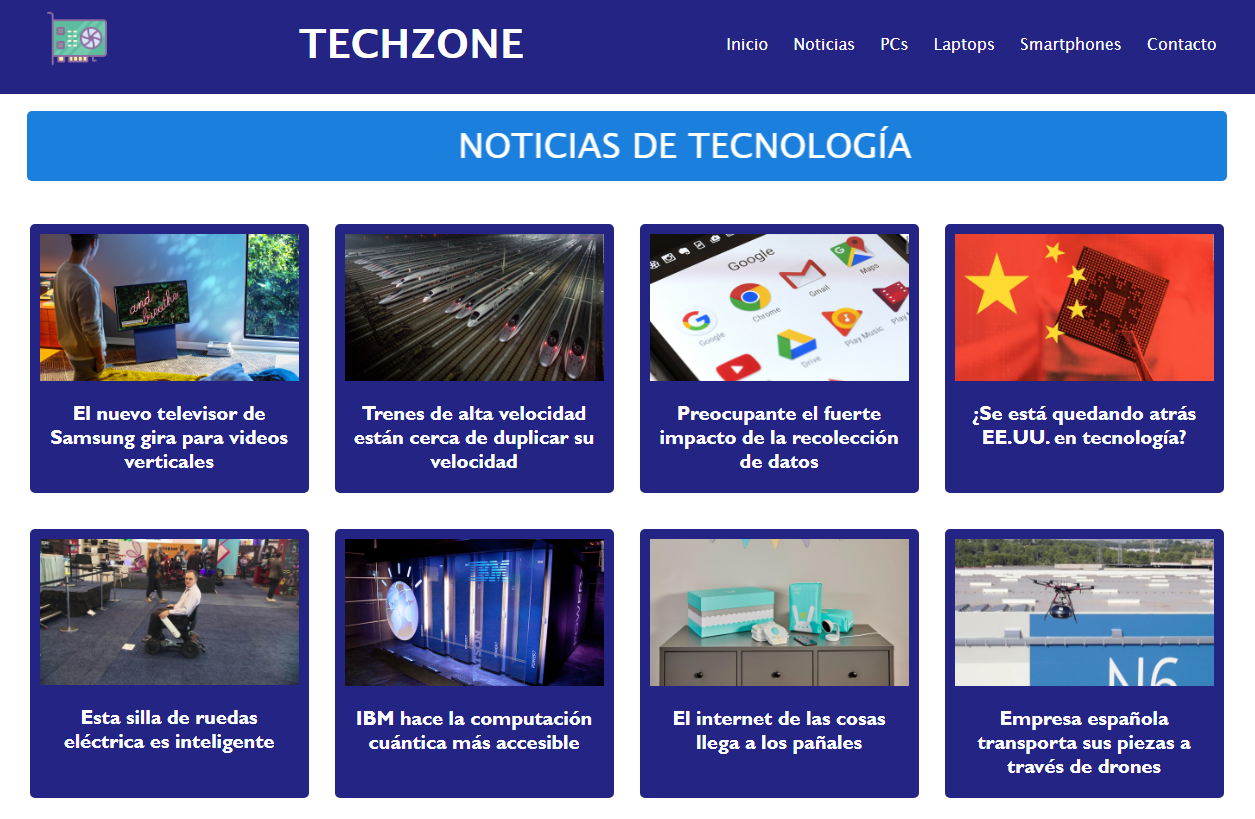 TECHZONE
Inicio Noticias PCs Laptops Smartphones Contacto
NOTICIAS DE TECNOLOGÍA
and
breathe
Google
Maps
Gmail
Chrome
Google
Play Music
Play
Drive
El nuevo televisor de
Samsung gira para videos
verticales
Trenes de alta velocidad
están cerca de duplicar su
velocidad
Preocupante el fuerte
impacto de la recolección
de datos
¿Se está quedando atrás
EE.UU. en tecnología?
IBM
POWER7
N6
Esta silla de ruedas
eléctrica es inteligente
IBM hace la computación
cuántica más accesible
El internet de las cosas
llega a los pañales
Empresa española
transporta sus piezas a
través de drones